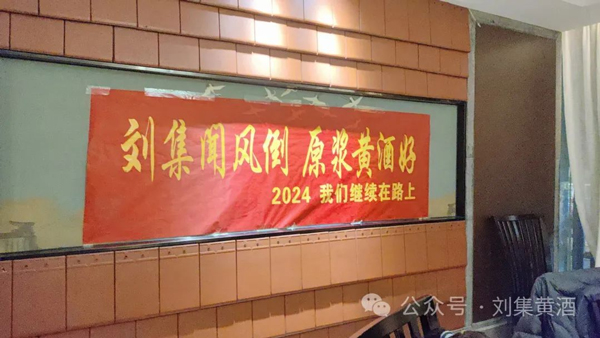 刘集闻风倒 原浆黄酒好
2024 我们继续在路上
公众号·刘集黄酒